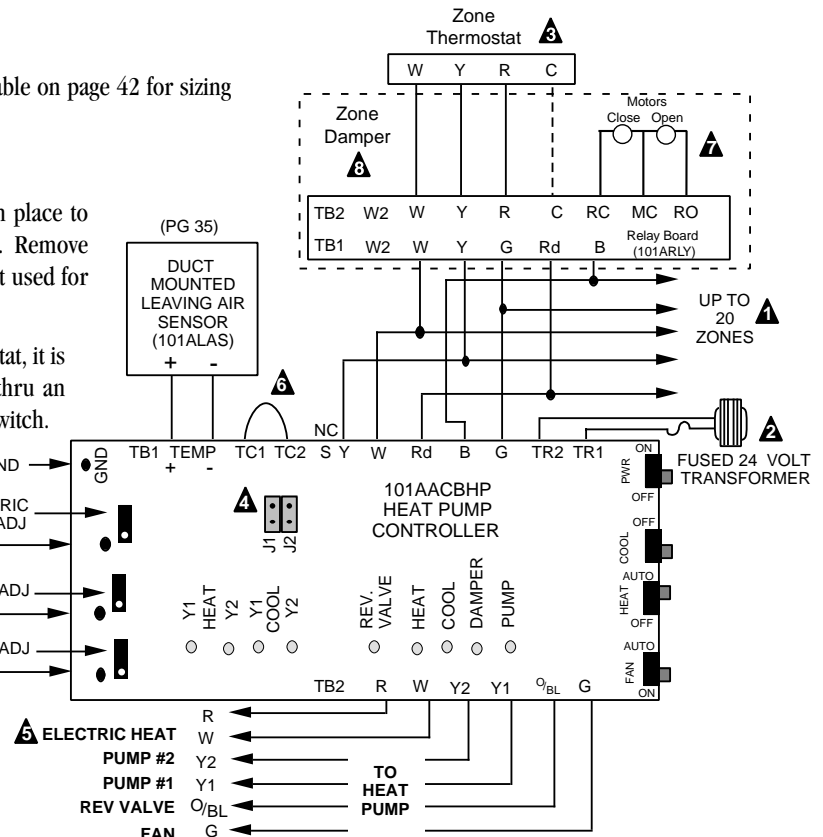 able on page 42 for sizing
n place to
. Remove
t used for
tat, it is
thru an
witch.
Zone
Thermostat 3
W Y R C
Zone
Damper
8
Motors
Close Open
7
TB2 W2 W Y R C RC MC RO
TB1 W2 W Y G Rd B Relay Board
(101ARLY)
(PG 35)
DUCT
MOUNTED
LEAVING AIR
SENSOR
(101ALAS)
+ -
UP TO
20
ZONES
1
6
NC
TB1 TEMP TC1 TC2 S Y W Rd B G TR2 TR1
+ -
GND
ND
RIC
ADJ
ADJ
ADJ
2
FUSED 24 VOLT
TRANSFORMER
4
J1 J2
101AACBHP
HEAT PUMP
CONTROLLER
ON
PWR
OFF
OFF
COOL
AUTO
HEAT
OFF
AUTO
FAN
ON
Y1
HEAT
Y2
Y1
COOL
Y2
REV.
VALVE
HEAT
COOL
DAMPER
PUMP
TB2 R W Y2 Y1 O/BL G
R
5 ELECTRIC HEAT W
PUMP #2 Y2
PUMP #1 Y1
REV VALVE O/BL
FAN G
TO
HEAT
PUMP